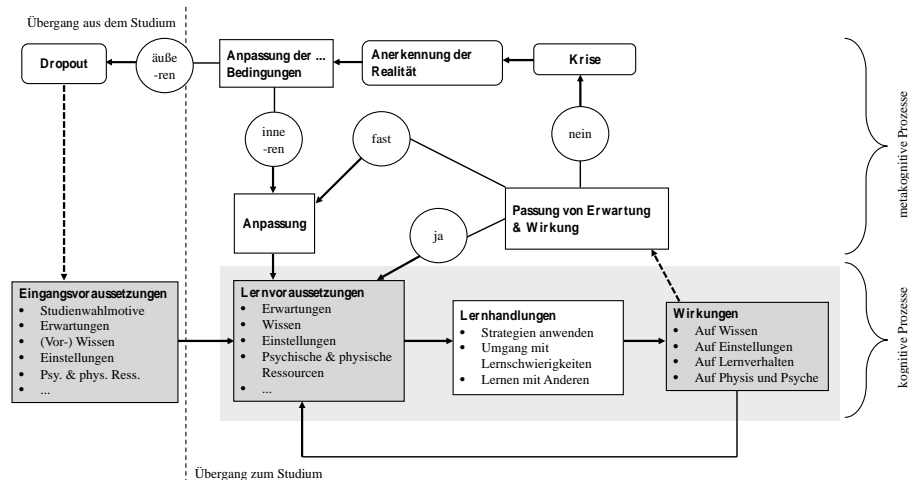 Übergang aus dem Studium
Dropout
äuße
-ren
Anpassung der ...
Bedingungen
Anerkennung der
Realität
Krise
inne
-ren
fast
nein
Anpassung
ja
Passung von Erwartung
& Wirkung
metakognitive Prozesse
Eingangsvoraussetzungen
• Studienwahlmotive
• Erwartungen
• (Vor-) Wissen
• Einstellungen
• Psy. & phys. Ress.
• ...
Lernvoraussetzungen
• Erwartungen
• Wissen
• Einstellungen
• Psychische & physische
Ressourcen
• ...
Lernhandlungen
• Strategien anwenden
• Umgang mit
Lernschwierigkeiten
• Lernen mit Anderen
Wirkungen
• Auf Wissen
• Auf Einstellungen
• Auf Lernverhalten
• Auf Physis und Psyche
kognitive Prozesse
Übergang zum Studium